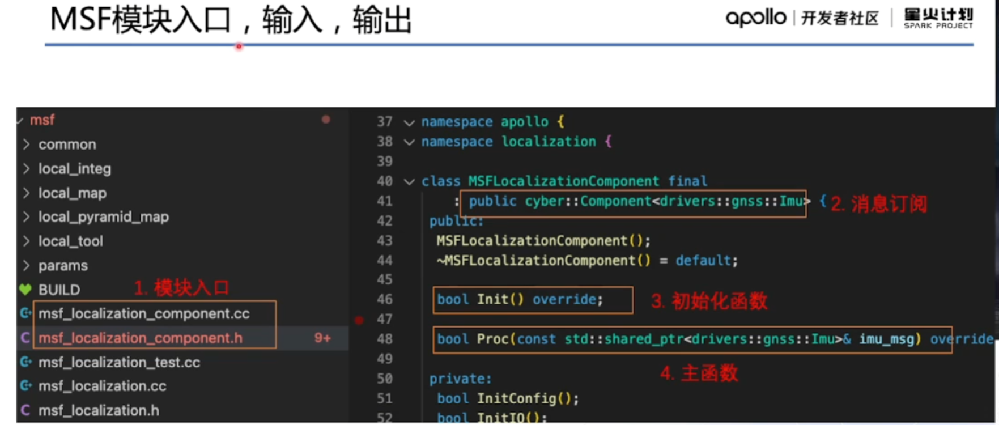 MSF模块入口，输入，输出
apollo 开发者社区 星火计划
SPARK PROJECT
msf
common
local_integ
local_map
local_pyramid_map
local_tool
params
BUILD
1. 模块入口
msf_localization_component.cc
msf_localization_component.h 9+
msf_localization_test.cc
msf_localization.cc
msf_localization.h
37 namespace apollo {
38 namespace localization {
39
40 class MSFLocalizationComponent final
41 : public cyber::Component<drivers::gnss::Imu> { 2. 消息订阅
42 public:
43 MSFLocalizationComponent();
44 ~MSFLocalizationComponent() = default;
45
46 bool Init() override; 3. 初始化函数
47
48 bool Proc(const std::shared_ptr<drivers::gnss::Imu>& imu_msg) override
49
4. 主函数
50 private:
51 bool InitConfig();
52 bool InitIO();